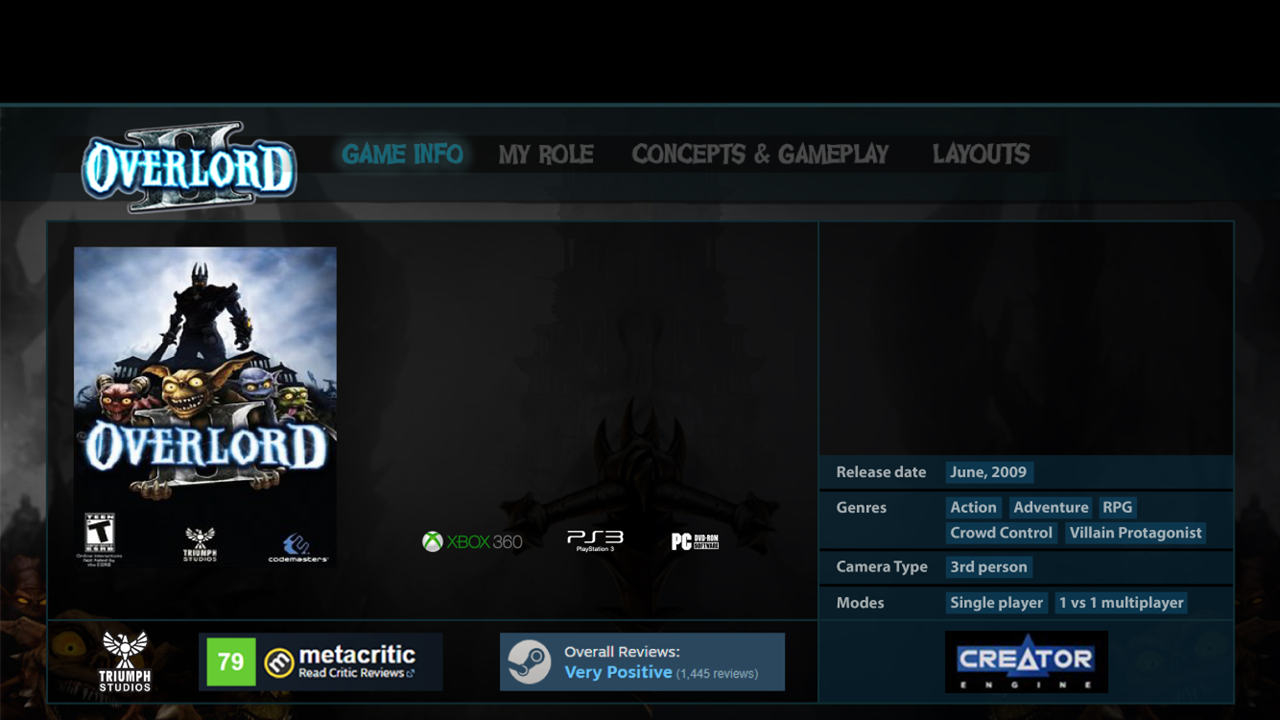 OVERLORD II
GAME INFO MY ROLE CONCEPTS & GAMEPLAY LAYOUTS
OVERLORD II
TEEN
T
ESRB
TRIUMPH
STUDIOS
codemasters
XBOX 360
PS3
PlayStation 3
PC DVD-ROM
SOFTWARE
Release date June, 2009
Genres Action Adventure RPG
Crowd Control Villain Protagonist
Camera Type 3rd person
Modes Single player 1 vs 1 multiplayer
TRIUMPH
STUDIOS
79 m metacritic
Read Critic Reviews
Overall Reviews:
Very Positive (1,445 reviews)
CREATOR
ENGINE